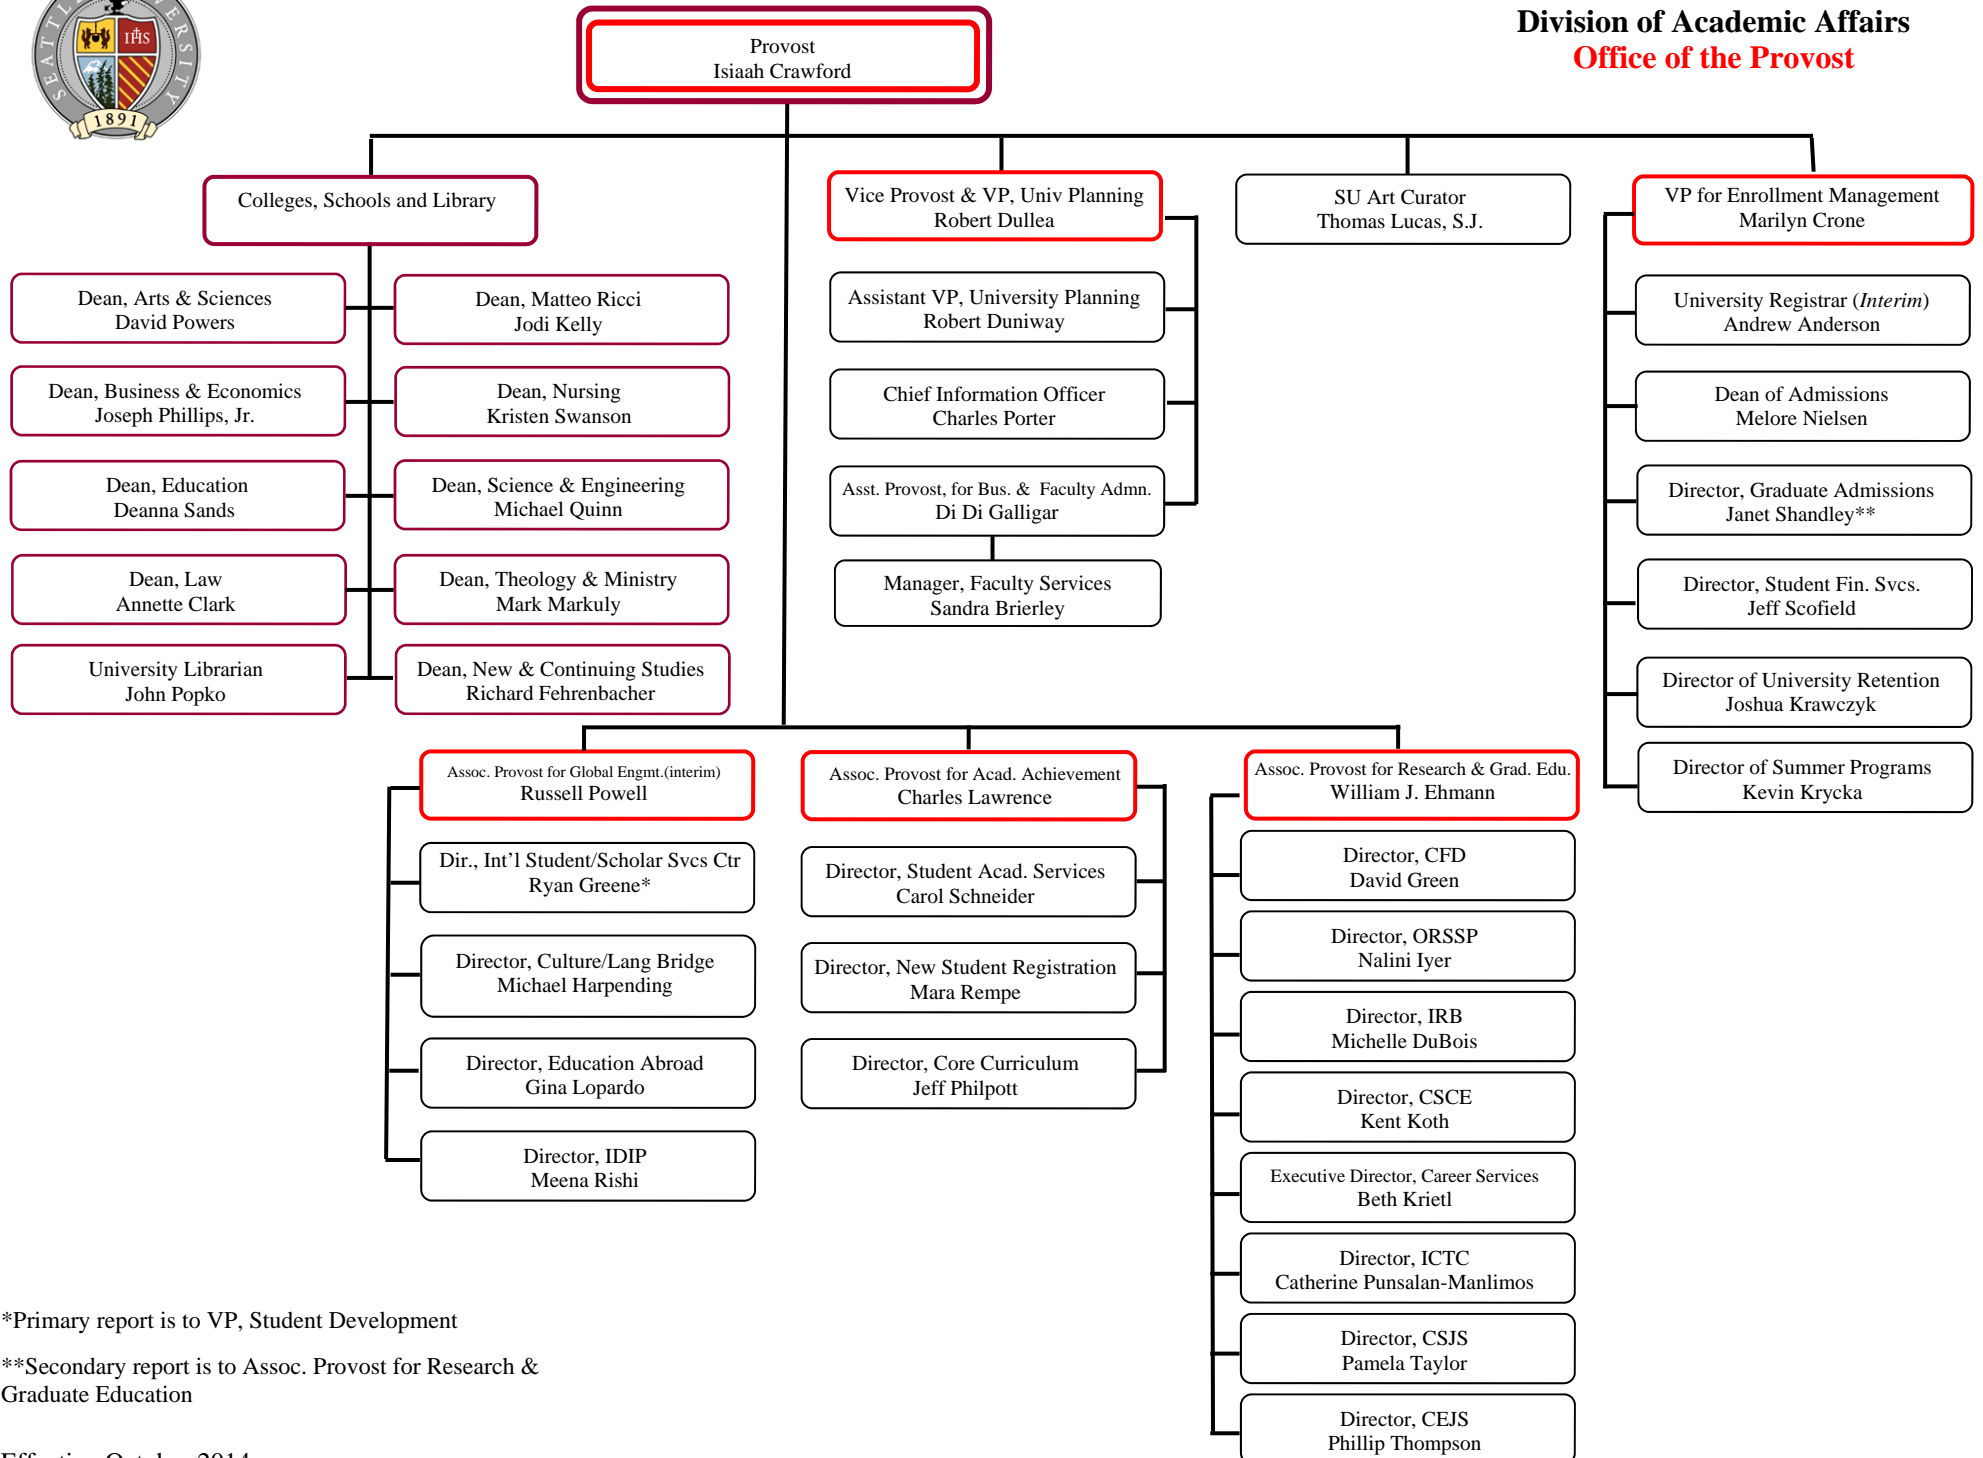 SEATTLE UNIVERSITY
IHS
1891
Division of Academic Affairs
Office of the Provost
Provost
Isiaah Crawford
Colleges, Schools and Library
Vice Provost & VP, Univ Planning
Robert Dullea
SU Art Curator
Thomas Lucas, S.J.
VP for Enrollment Management
Marilyn Crone
Dean, Arts & Sciences
David Powers
Dean, Matteo Ricci
Jodi Kelly
Dean, Business & Economics
Joseph Phillips, Jr.
Dean, Nursing
Kristen Swanson
Dean, Education
Deanna Sands
Dean, Science & Engineering
Michael Quinn
Dean, Law
Annette Clark
Dean, Theology & Ministry
Mark Markuly
University Librarian
John Popko
Dean, New & Continuing Studies
Richard Fehrenbacher
Assistant VP, University Planning
Robert Duniway
Chief Information Officer
Charles Porter
Asst. Provost, for Bus. &  Faculty Admn.
Di Di Galligar
Manager, Faculty Services
Sandra Brierley
University Registrar (Interim)
Andrew Anderson
Dean of Admissions
Melore Nielsen
Director, Graduate Admissions
Janet Shandley**
Director, Student Fin. Svcs.
Jeff Scofield
Director of University Retention
Joshua Krawczyk
Director of Summer Programs
Kevin Krycka
Assoc. Provost for Global Engmt.(interim)
Russell Powell
Dir., Int’l Student/Scholar Svcs Ctr
Ryan Greene*
Director, Culture/Lang Bridge
Michael Harpending
Director, Education Abroad
Gina Lopardo
Director, IDIP
Meena Rishi
Assoc. Provost for Acad. Achievement
Charles Lawrence
Director, Student Acad. Services
Carol Schneider
Director, New Student Registration
Mara Rempe
Director, Core Curriculum
Jeff Philpott
Assoc. Provost for Research & Grad. Edu.
William J. Ehmann
Director, CFD
David Green
Director, ORSSP
Nalini Iyer
Director, IRB
Michelle DuBois
Director, CSCE
Kent Koth
Executive Director, Career Services
Beth Krietl
Director, ICTC
Catherine Punsalan-Manlimos
Director, CSJS
Pamela Taylor
Director, CEJS
Phillip Thompson
*Primary report is to VP, Student Development
**Secondary report is to Assoc. Provost for Research &
Graduate Education
Effective October 2014